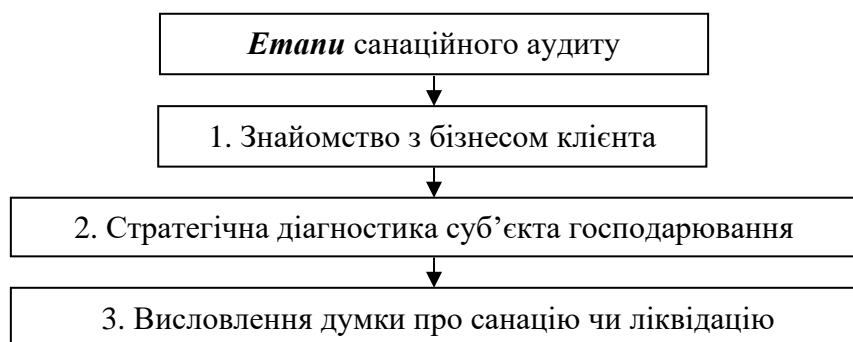 Етапи санаційного аудиту
1. Знайомство з бізнесом клієнта
2. Стратегічна діагностика суб’єкта господарювання
3. Висловлення думки про санацію чи ліквідацію